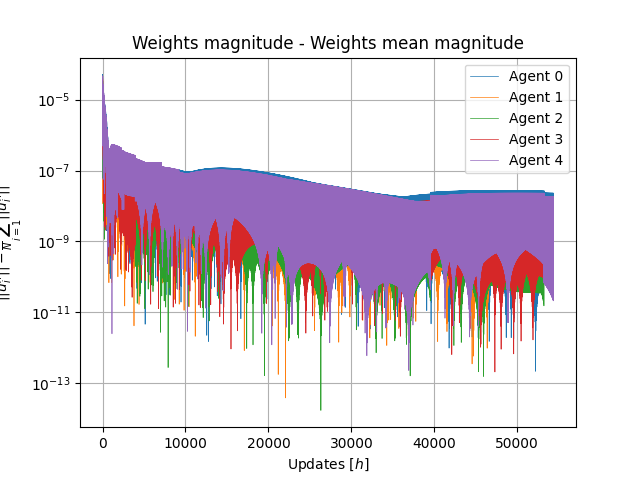 Weights magnitude - Weights mean magnitude
10⁻⁵
10⁻⁷
10⁻⁹
10⁻¹¹
10⁻¹³
Agent 0
Agent 1
Agent 2
Agent 3
Agent 4
0 10000 20000 30000 40000 50000
Updates [h]